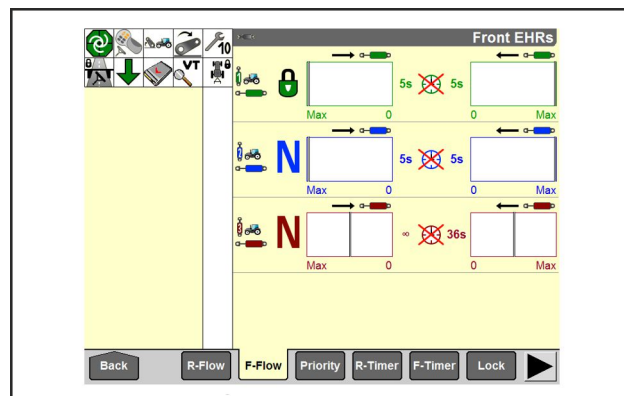 Front EHRs
10
VT
5s 5s
Max 0 0 Max
N
5s 5s
Max 0 0 Max
N
∞ 36s
Max 0 0 Max
Back R-Flow F-Flow Priority R-Timer F-Timer Lock